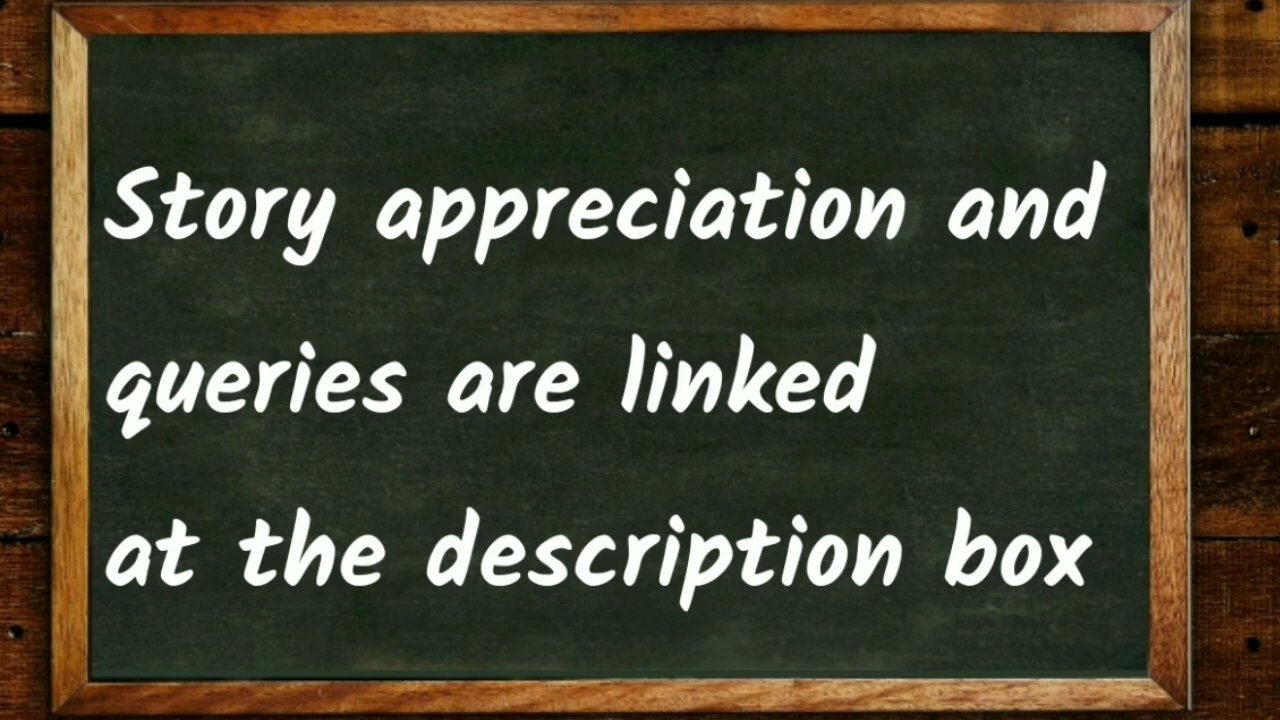 Story appreciation and
queries are linked
at the description box